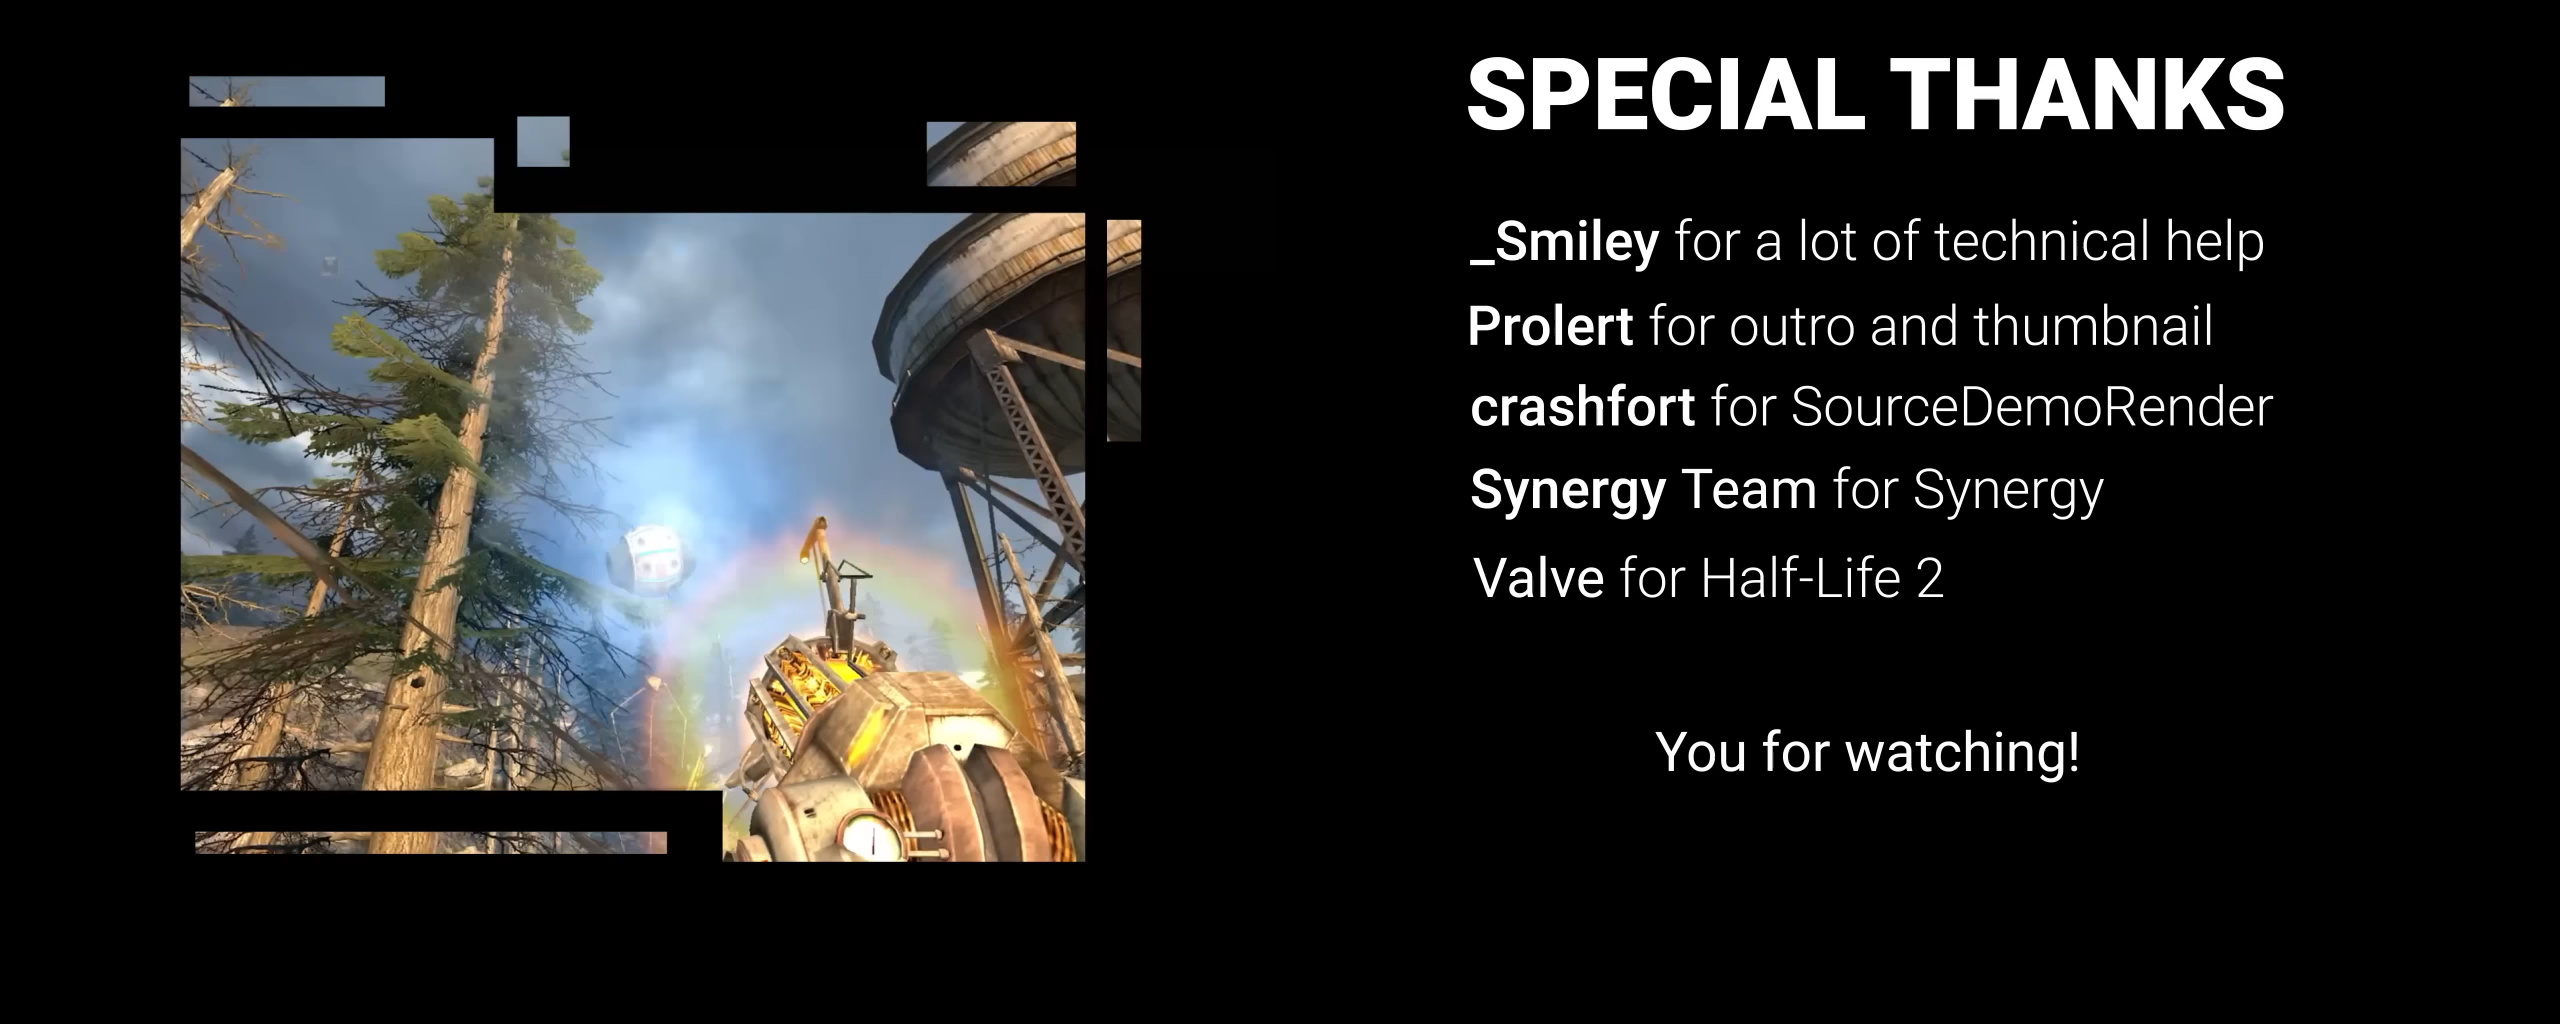 SPECIAL THANKS
_Smiley for a lot of technical help
Prolert for outro and thumbnail
crashfort for SourceDemoRender
Synergy Team for Synergy
Valve for Half-Life 2
You for watching!